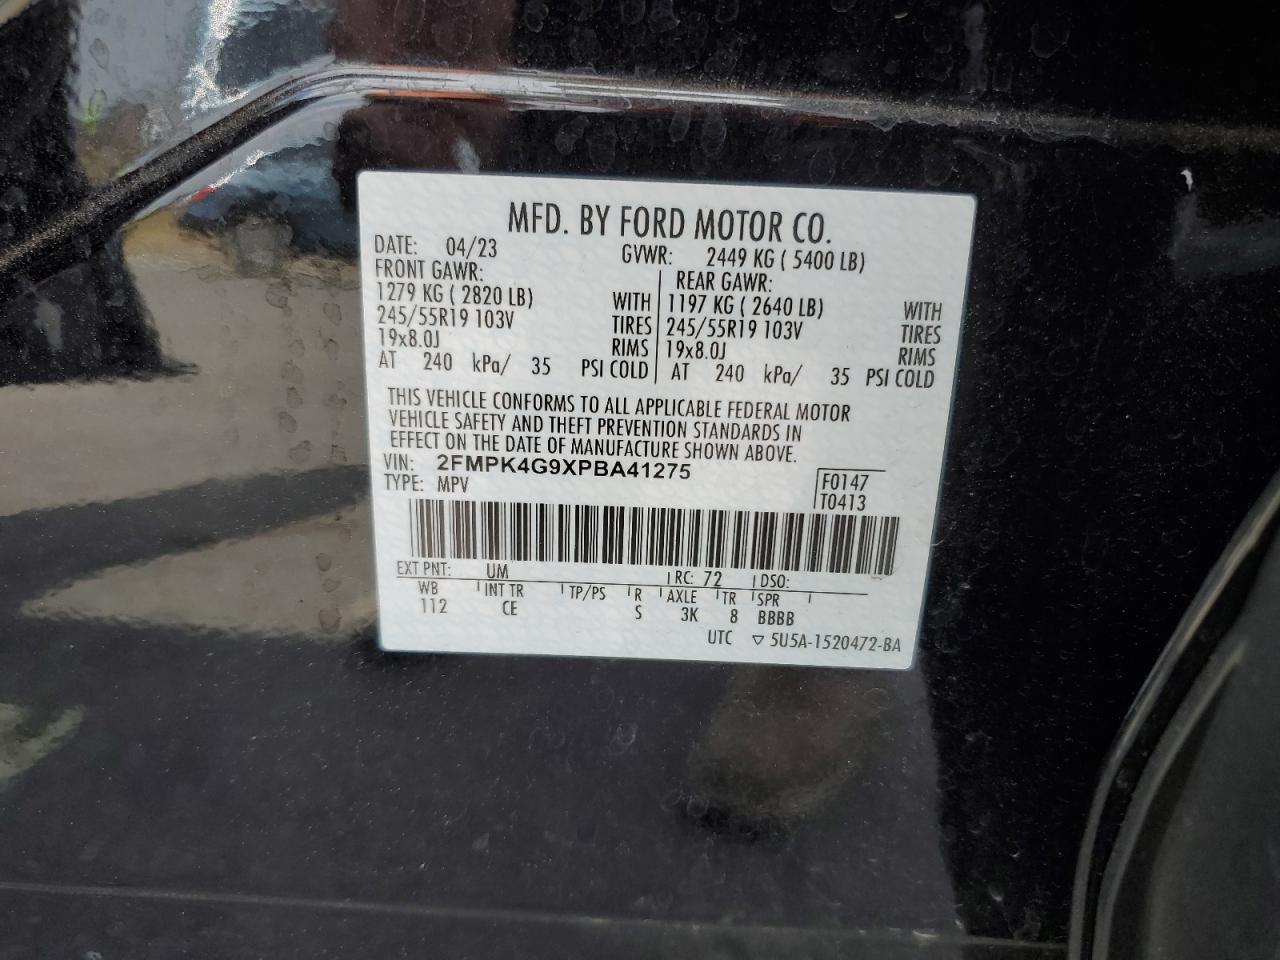 MFD. BY FORD MOTOR CO.
DATE: 04/23 GVWR: 2449 KG ( 5400 LB)
FRONT GAWR: REAR GAWR:
1279 KG ( 2820 LB) WITH 1197 KG ( 2640 LB) WITH
245/55R19 103V TIRES 245/55R19 103V TIRES
19x8.0J RIMS 19x8.0J RIMS
AT 240 kPa/ 35 PSI COLD AT 240 kPa/ 35 PSI COLD
THIS VEHICLE CONFORMS TO ALL APPLICABLE FEDERAL MOTOR
VEHICLE SAFETY AND THEFT PREVENTION STANDARDS IN
EFFECT ON THE DATE OF MANUFACTURE SHOWN ABOVE.
VIN: 2FMPK4G9XPBA41275 F0147
TYPE: MPV T0413
EXT PNT: UM RC: 72 DSO:
WB INT TR TP/PS R AXLE TR SPR
112 CE S 3K 8 BBBB
UTC ▽ 5U5A-1520472-BA